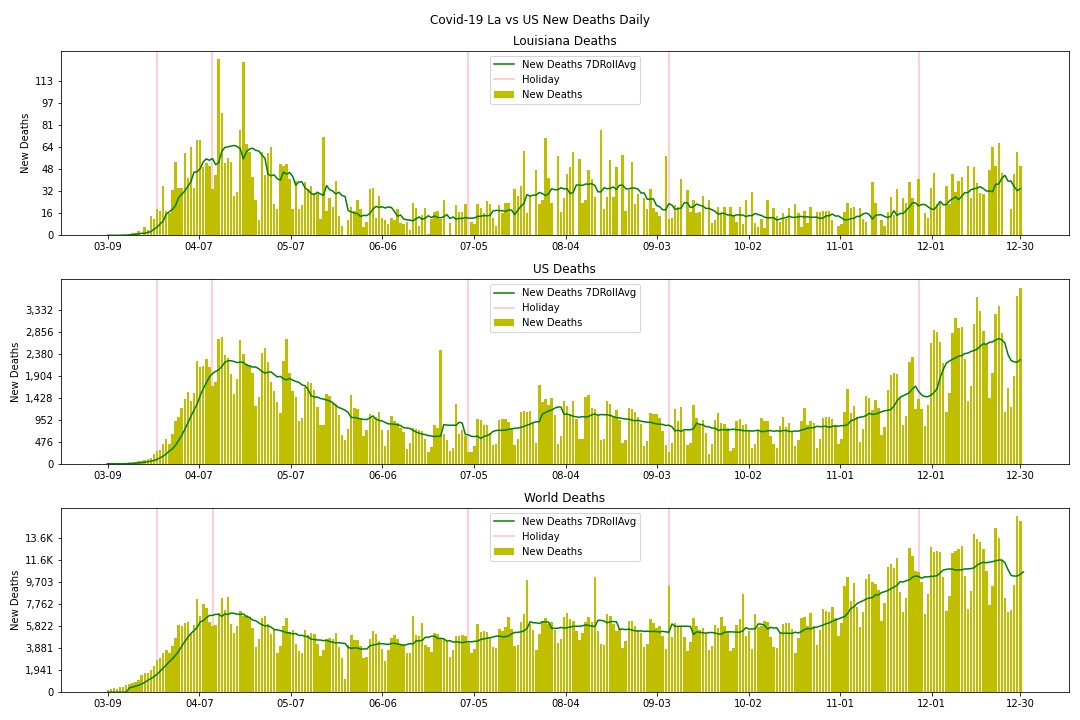 Covid-19 La vs US New Deaths Daily
Louisiana Deaths
New Deaths 7DRollAvg
Holiday
New Deaths
New Deaths
113
97
81
64
48
32
16
0
03-09 04-07 05-07 06-06 07-05 08-04 09-03 10-02 11-01 12-01 12-30
US Deaths
New Deaths 7DRollAvg
Holiday
New Deaths
New Deaths
3,332
2,856
2,380
1,904
1,428
952
476
0
03-09 04-07 05-07 06-06 07-05 08-04 09-03 10-02 11-01 12-01 12-30
World Deaths
New Deaths 7DRollAvg
Holiday
New Deaths
New Deaths
13.6K
11.6K
9,703
7,762
5,822
3,881
1,941
0
03-09 04-07 05-07 06-06 07-05 08-04 09-03 10-02 11-01 12-01 12-30